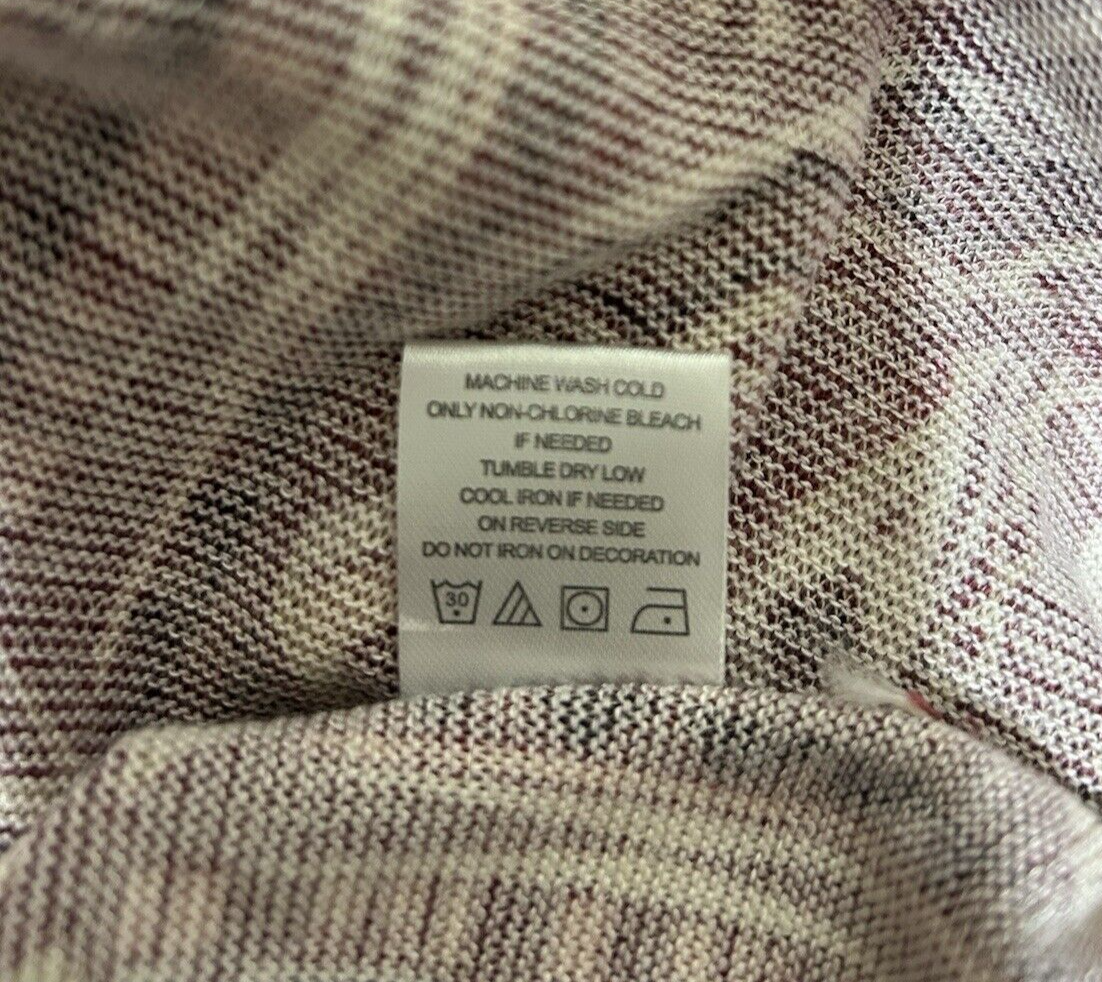 MACHINE WASH COLD
ONLY NON-CHLORINE BLEACH
IF NEEDED
TUMBLE DRY LOW
COOL IRON IF NEEDED
ON REVERSE SIDE
DO NOT IRON ON DECORATION
30